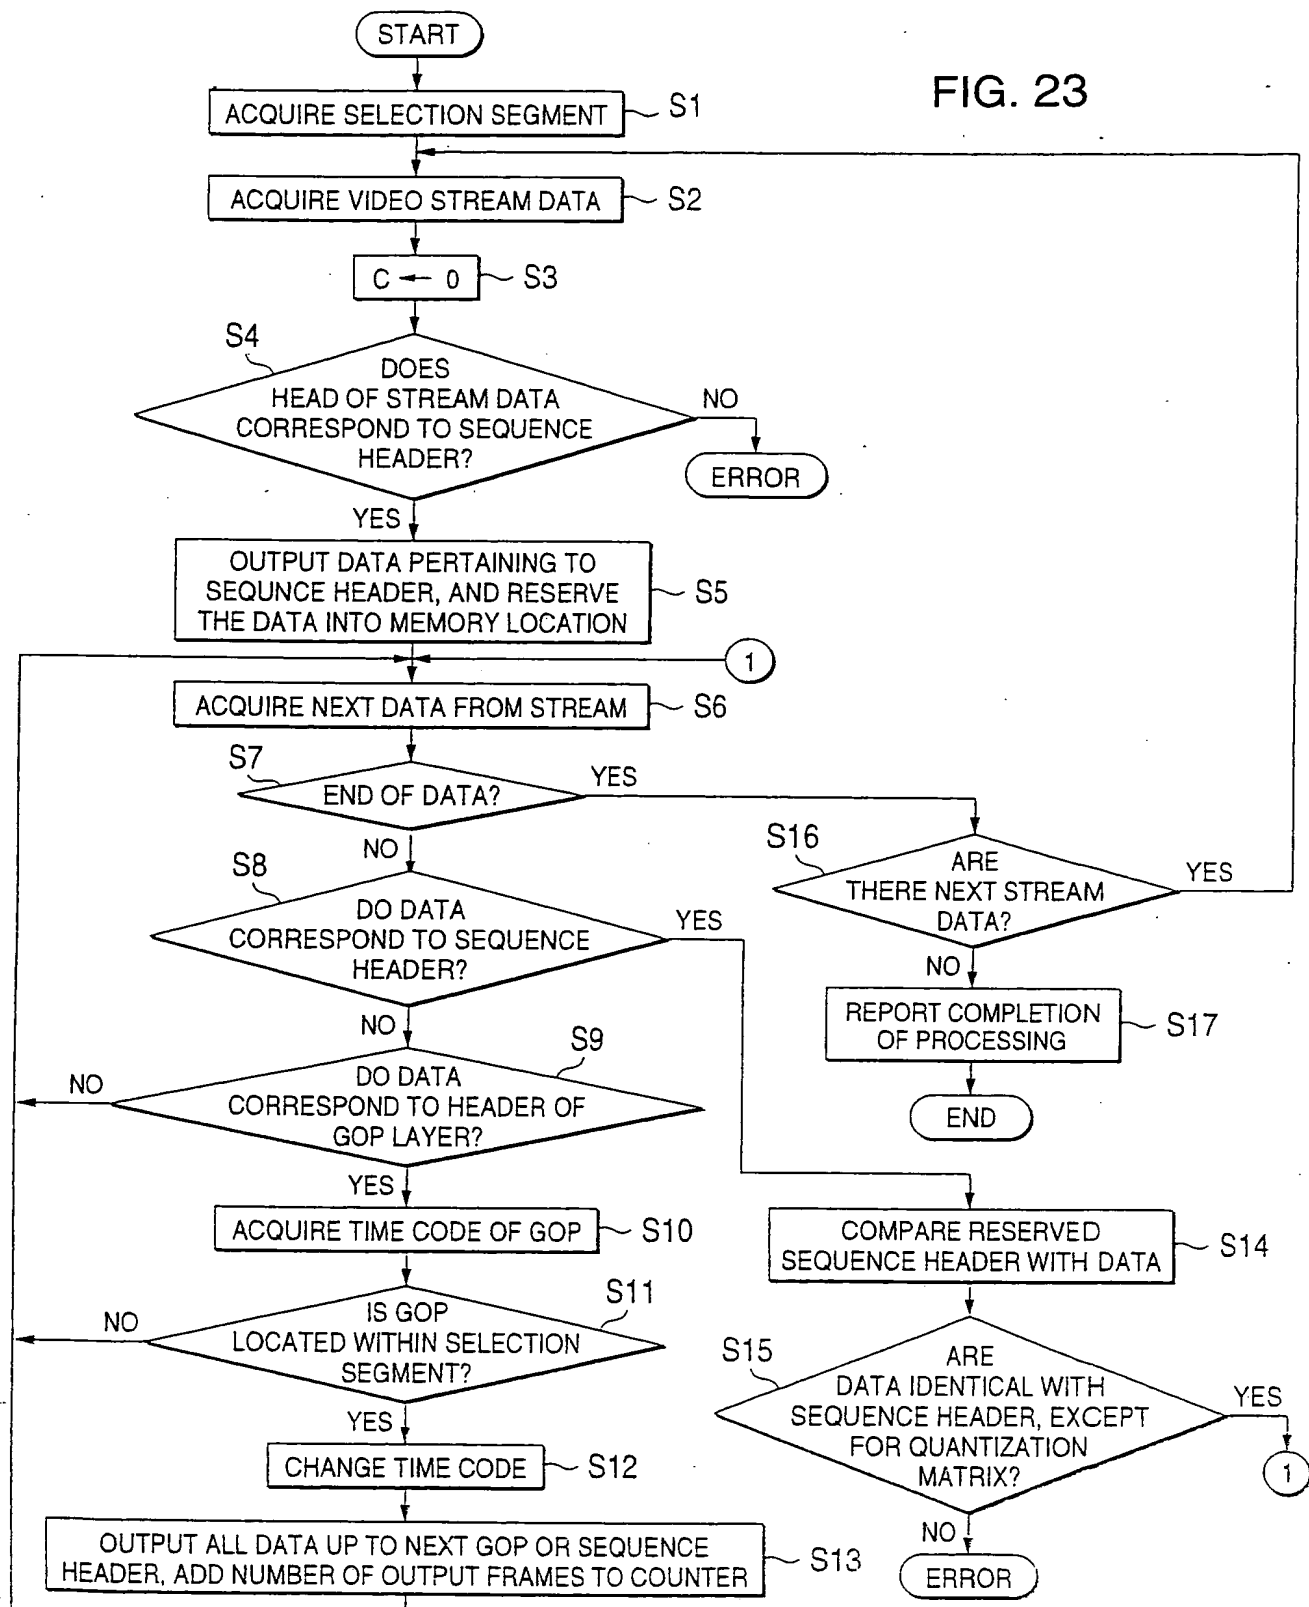 START
FIG. 23
ACQUIRE SELECTION SEGMENT
S1
ACQUIRE VIDEO STREAM DATA
S2
C ← 0
S3
S4
DOES
HEAD OF STREAM DATA
CORRESPOND TO SEQUENCE
HEADER?
NO
ERROR
YES
OUTPUT DATA PERTAINING TO
SEQUNCE HEADER, AND RESERVE
THE DATA INTO MEMORY LOCATION
S5
1
ACQUIRE NEXT DATA FROM STREAM
S6
S7
END OF DATA?
YES
NO
S16
ARE
THERE NEXT STREAM
DATA?
YES
NO
REPORT COMPLETION
OF PROCESSING
S17
END
S8
DO DATA
CORRESPOND TO SEQUENCE
HEADER?
YES
NO
S9
DO DATA
CORRESPOND TO HEADER OF
GOP LAYER?
NO
YES
ACQUIRE TIME CODE OF GOP
S10
S11
IS GOP
LOCATED WITHIN SELECTION
SEGMENT?
NO
YES
CHANGE TIME CODE
S12
OUTPUT ALL DATA UP TO NEXT GOP OR SEQUENCE
HEADER, ADD NUMBER OF OUTPUT FRAMES TO COUNTER
S13
COMPARE RESERVED
SEQUENCE HEADER WITH DATA
S14
S15
ARE
DATA IDENTICAL WITH
SEQUENCE HEADER, EXCEPT
FOR QUANTIZATION
MATRIX?
YES
1
NO
ERROR